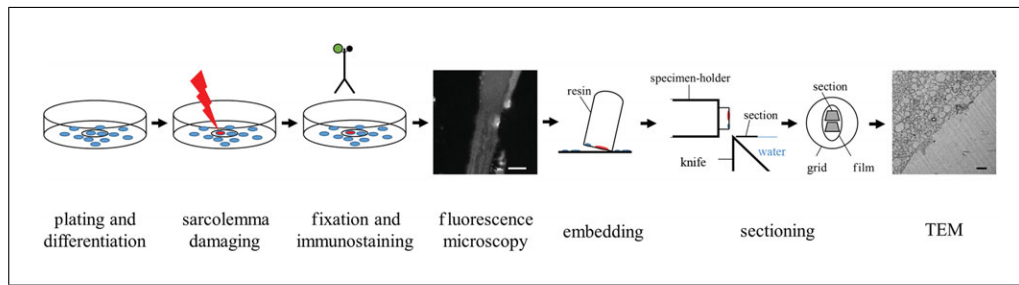 specimen-holder
resin
section
water
knife
section
grid
film
plating and
differentiation
sarcolemma
damaging
fixation and
immunostaining
fluorescence
microscopy
embedding
sectioning
TEM